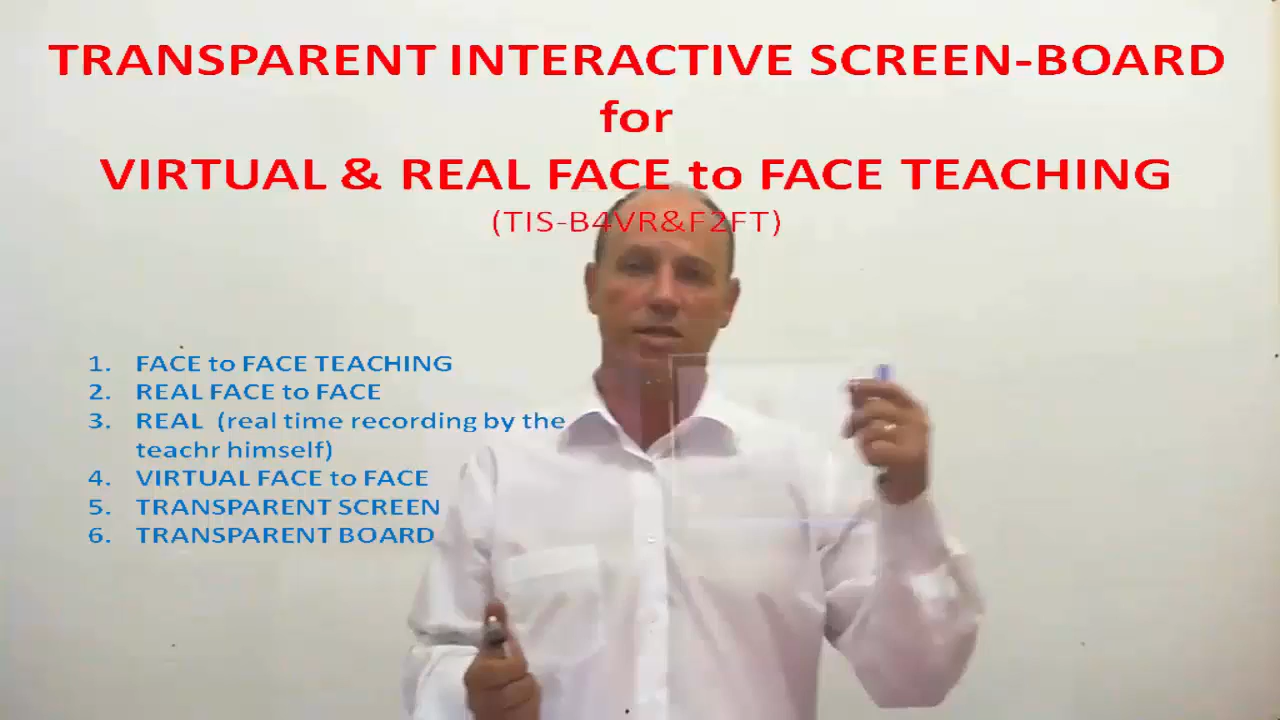 TRANSPARENT INTERACTIVE SCREEN-BOARD
for
VIRTUAL & REAL FACE to FACE TEACHING
(TIS-B4VR&F2FT)
1. FACE to FACE TEACHING
2. REAL FACE to FACE
3. REAL (real time recording by the
teachr himself)
4. VIRTUAL FACE to FACE
5. TRANSPARENT SCREEN
6. TRANSPARENT BOARD